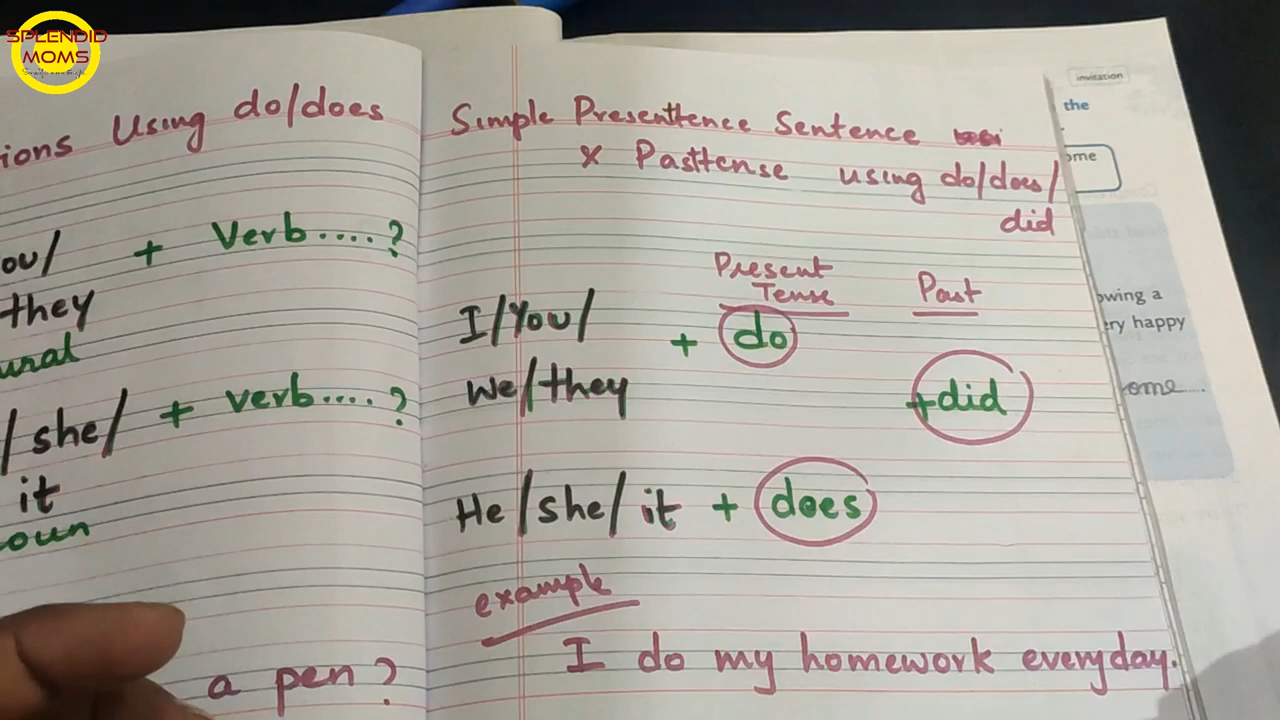 SPLENDID
MOMS
ions Using do/does
ou/ + Verb....?
they
ural
/she/ + verb....?
it
oun
a pen?
Simple Presenttence Sentence
x Pasttense using do/does/
did
Present
Tense
Past
I/You/
+ do
We/they
+did
He/she/it + does
example
I do my homework everyday.
invitation
the
ome
owing a
ery happy
ome